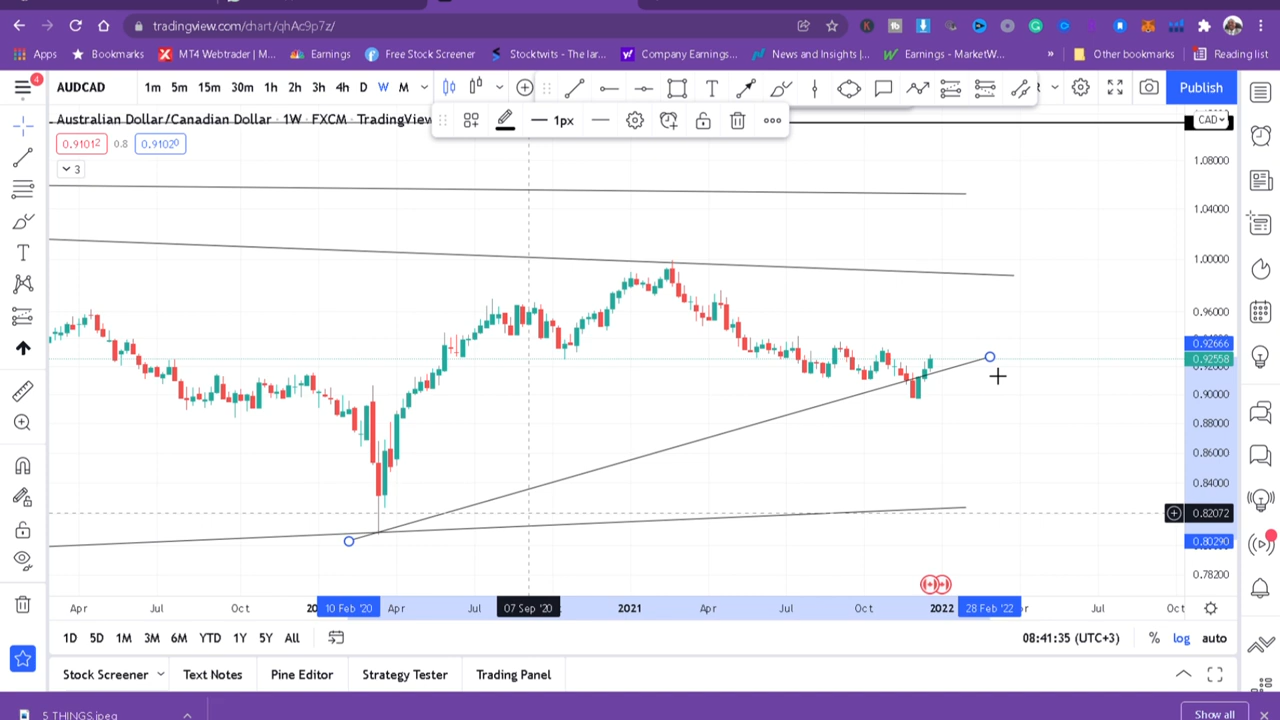 tradingview.com/chart/qhAc9p7z/
Apps Bookmarks MT4 Webtrader | M... Earnings Free Stock Screener Stocktwits - The lar... Company Earnings... News and Insights |... Earnings - MarketW... » Other bookmarks Reading list
4 AUDCAD 1m 5m 15m 30m 1h 2h 3h 4h D W M Publish
Australian Dollar/Canadian Dollar · 1W · FXCM · TradingView 1px CAD
0.91012 0.8 0.91020
3
1.08000
1.04000
1.00000
0.96000
0.92666
0.92558
0.92000
0.90000
0.88000
0.86000
0.84000
0.82072
0.80290
0.78200
Apr Jul Oct 20 10 Feb '20 Apr Jul 07 Sep '20 2021 Apr Jul Oct 2022 28 Feb '22 r Jul Oct
1D 5D 1M 3M 6M YTD 1Y 5Y All 08:41:35 (UTC+3) % log auto
Stock Screener Text Notes Pine Editor Strategy Tester Trading Panel
5 THINGS.jpeg Show all